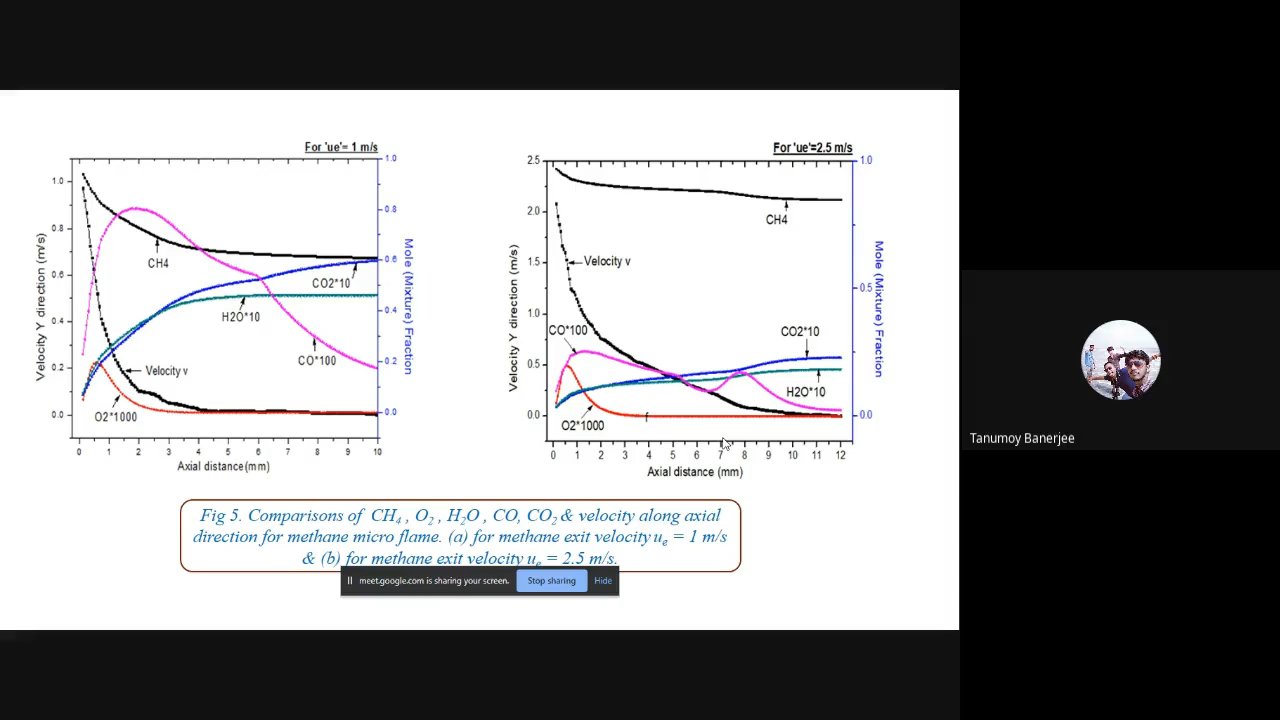 For 'ue'= 1 m/s
1.0
0.8
0.6
0.4
0.2
0.0
Velocity Y direction (m/s)
1.0
0.8
0.6
0.4
0.2
0.0
Mole (Mixture) Fraction
CH4
CO2*10
H2O*10
CO*100
Velocity v
O2*1000
0 1 2 3 4 5 6 7 8 9 10
Axial distance(mm)
For 'ue'=2.5 m/s
2.5
2.0
1.5
1.0
0.5
0.0
Velocity Y direction (m/s)
1.0
0.5
0.0
Mole (Mixture) Fraction
CH4
Velocity v
CO*100
CO2*10
H2O*10
O2*1000
f
0 1 2 3 4 5 6 7 8 9 10 11 12
Axial distance (mm)
Fig 5. Comparisons of CH4 , O2 , H2O , CO, CO2 & velocity along axial
direction for methane micro flame. (a) for methane exit velocity ue = 1 m/s
& (b) for methane exit velocity ue = 2.5 m/s.
meet.google.com is sharing your screen. Stop sharing Hide
Tanumoy Banerjee